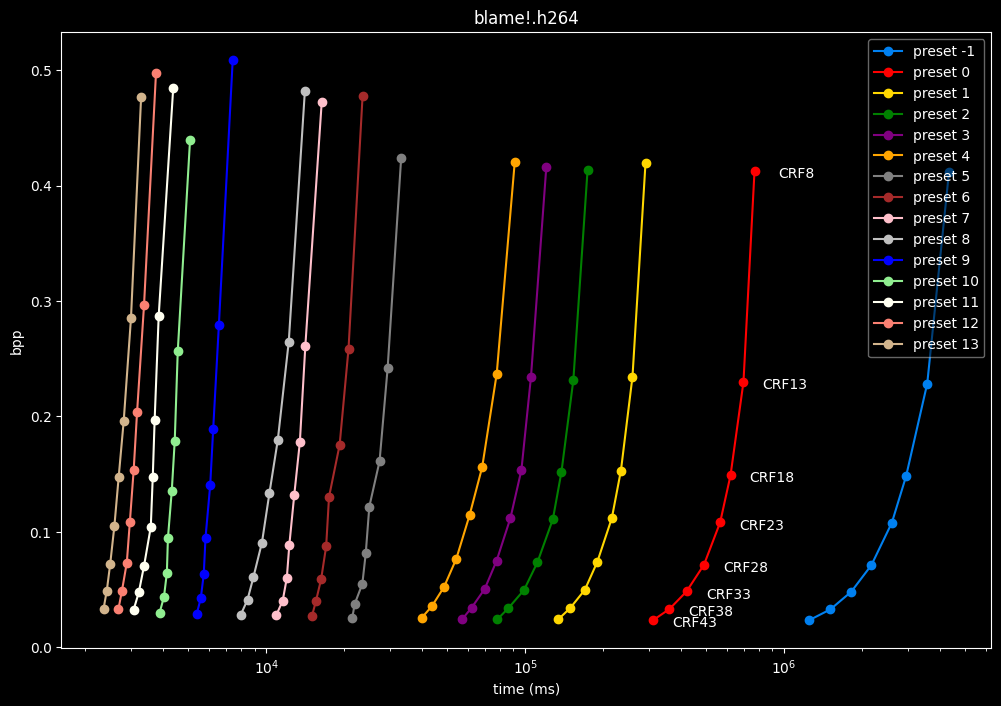 blame!.h264
bpp
0.5
0.4
0.3
0.2
0.1
0.0
preset -1
preset 0
preset 1
preset 2
preset 3
preset 4
preset 5
preset 6
preset 7
preset 8
preset 9
preset 10
preset 11
preset 12
preset 13
CRF8
CRF13
CRF18
CRF23
CRF28
CRF33
CRF38
CRF43
10⁴
10⁵
10⁶
time (ms)